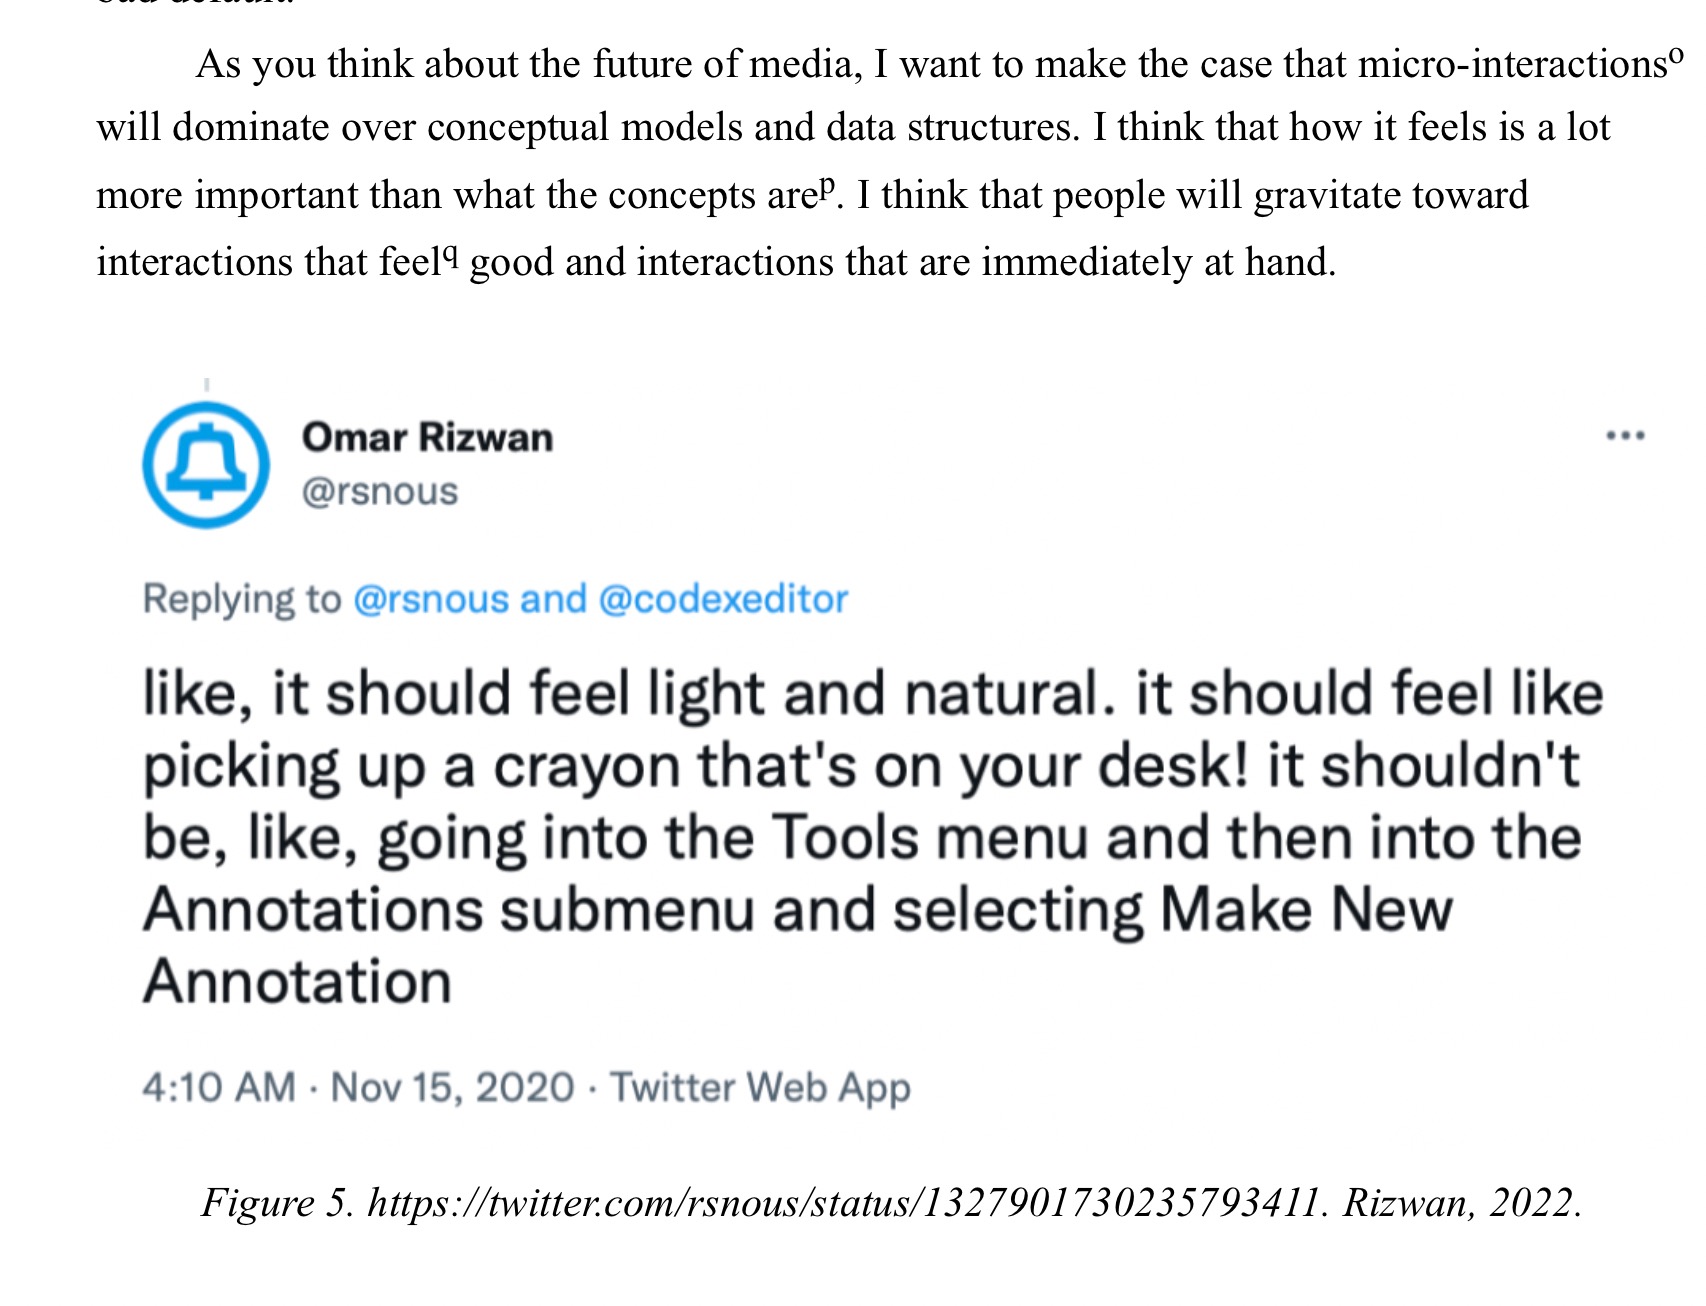 bad default.
As you think about the future of media, I want to make the case that micro-interactionsᵒ
will dominate over conceptual models and data structures. I think that how it feels is a lot
more important than what the concepts areᵖ. I think that people will gravitate toward
interactions that feel𐞥 good and interactions that are immediately at hand.
Omar Rizwan
@rsnous
Replying to @rsnous and @codexeditor
like, it should feel light and natural. it should feel like
picking up a crayon that's on your desk! it shouldn't
be, like, going into the Tools menu and then into the
Annotations submenu and selecting Make New
Annotation
4:10 AM · Nov 15, 2020 · Twitter Web App
Figure 5. https://twitter.com/rsnous/status/1327901730235793411. Rizwan, 2022.